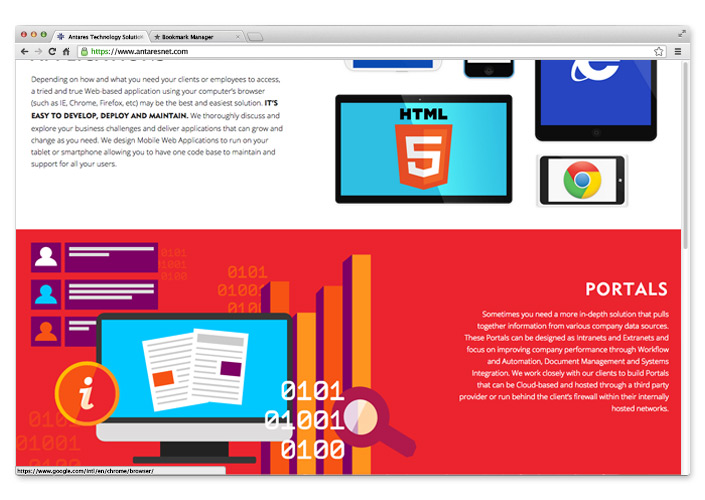 Antares Technology Solution
Bookmark Manager
https://www.antaresnet.com
APPLICATIONS
Depending on how and what you need your clients or employees to access,
a tried and true Web-based application using your computer's browser
(such as IE, Chrome, Firefox, etc) may be the best and easiest solution. IT'S
EASY TO DEVELOP, DEPLOY AND MAINTAIN. We thoroughly discuss and
explore your business challenges and deliver applications that can grow and
change as you need. We design Mobile Web Applications to run on your
tablet or smartphone allowing you to have one code base to maintain and
support for all your users.
HTML
5
0101
01001
0100
0101
01001
0101
PORTALS
Sometimes you need a more in-depth solution that pulls
together information from various company data sources.
These Portals can be designed as Intranets and Extranets and
focus on improving company performance through Workflow
and Automation, Document Management and Systems
Integration. We work closely with our clients to build Portals
that can be Cloud-based and hosted through a third party
provider or run behind the client's firewall within their internally
hosted networks.
i
0101
01001
0100
01
01001
0100
https://www.google.com/intl/en/chrome/browser/